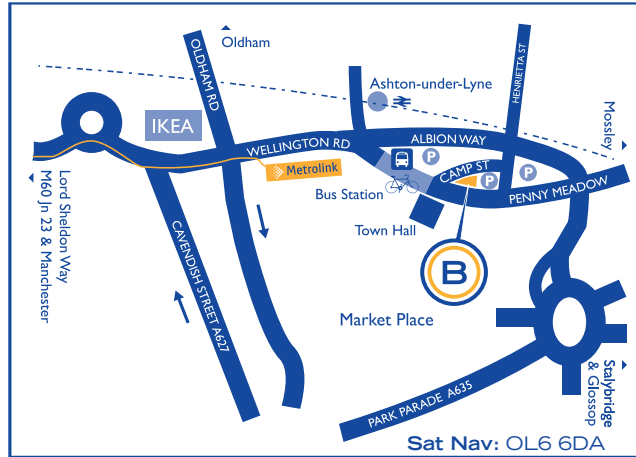 Oldham
OLDHAM RD
HENRIETTA ST
Ashton-under-Lyne
Mossley
IKEA
WELLINGTON RD
ALBION WAY
P
CAMP ST
P
P
Metrolink
Bus Station
PENNY MEADOW
Town Hall
Lord Sheldon Way
M60 Jn 23 & Manchester
CAVENDISH STREET A627
B
Market Place
Stalybridge
& Glossop
PARK PARADE A635
Sat Nav: OL6 6DA